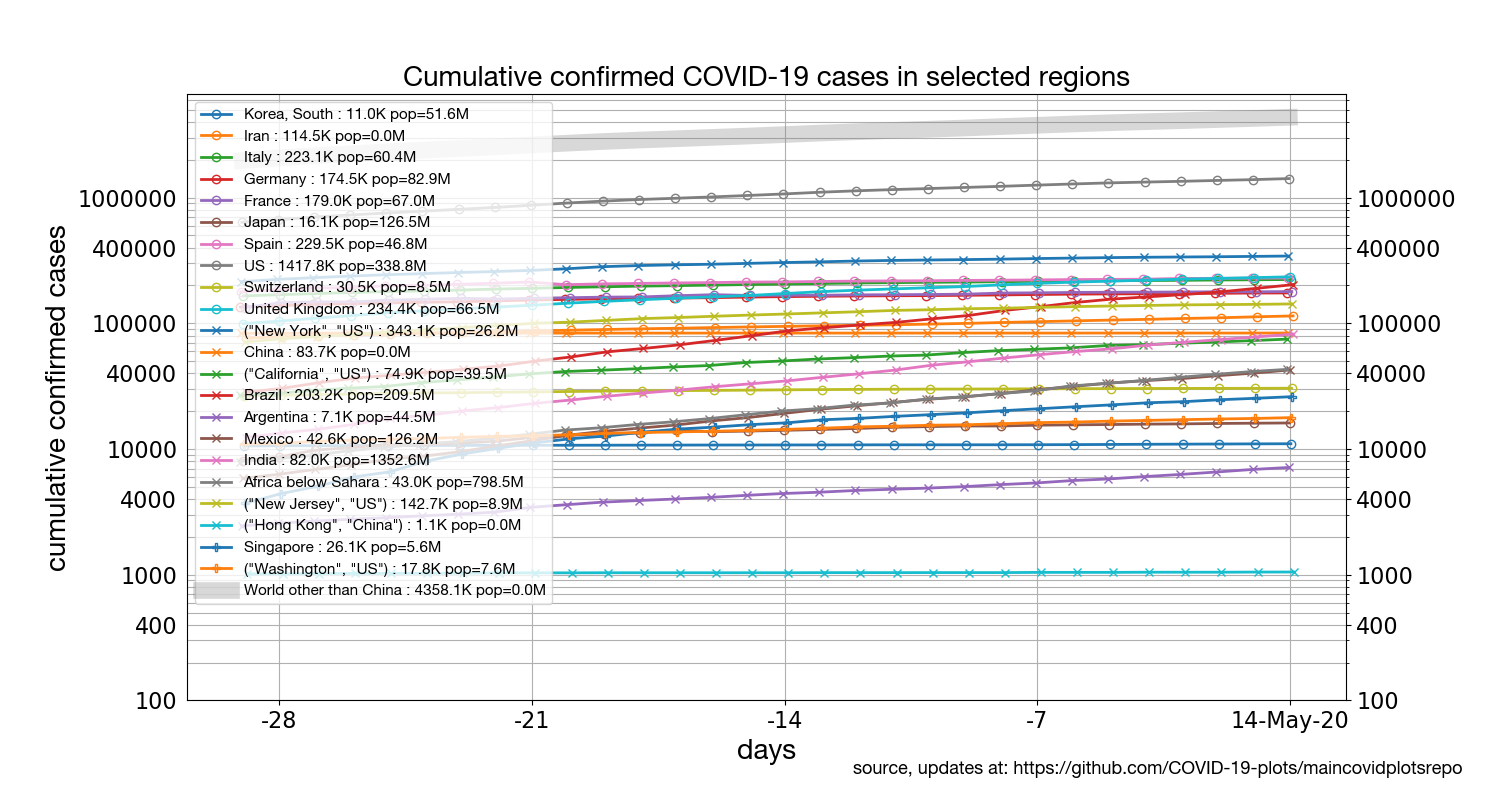 Cumulative confirmed COVID-19 cases in selected regions
Korea, South : 11.0K pop=51.6M
Iran : 114.5K pop=0.0M
Italy : 223.1K pop=60.4M
Germany : 174.5K pop=82.9M
France : 179.0K pop=67.0M
Japan : 16.1K pop=126.5M
Spain : 229.5K pop=46.8M
US : 1417.8K pop=338.8M
Switzerland : 30.5K pop=8.5M
United Kingdom : 234.4K pop=66.5M
("New York", "US") : 343.1K pop=26.2M
China : 83.7K pop=0.0M
("California", "US") : 74.9K pop=39.5M
Brazil : 203.2K pop=209.5M
Argentina : 7.1K pop=44.5M
Mexico : 42.6K pop=126.2M
India : 82.0K pop=1352.6M
Africa below Sahara : 43.0K pop=798.5M
("New Jersey", "US") : 142.7K pop=8.9M
("Hong Kong", "China") : 1.1K pop=0.0M
Singapore : 26.1K pop=5.6M
("Washington", "US") : 17.8K pop=7.6M
World other than China : 4358.1K pop=0.0M
cumulative confirmed cases
1000000
400000
100000
40000
10000
4000
1000
400
100
1000000
400000
100000
40000
10000
4000
1000
400
100
-28
-21
-14
-7
14-May-20
days
source, updates at: https://github.com/COVID-19-plots/maincovidplotsrepo